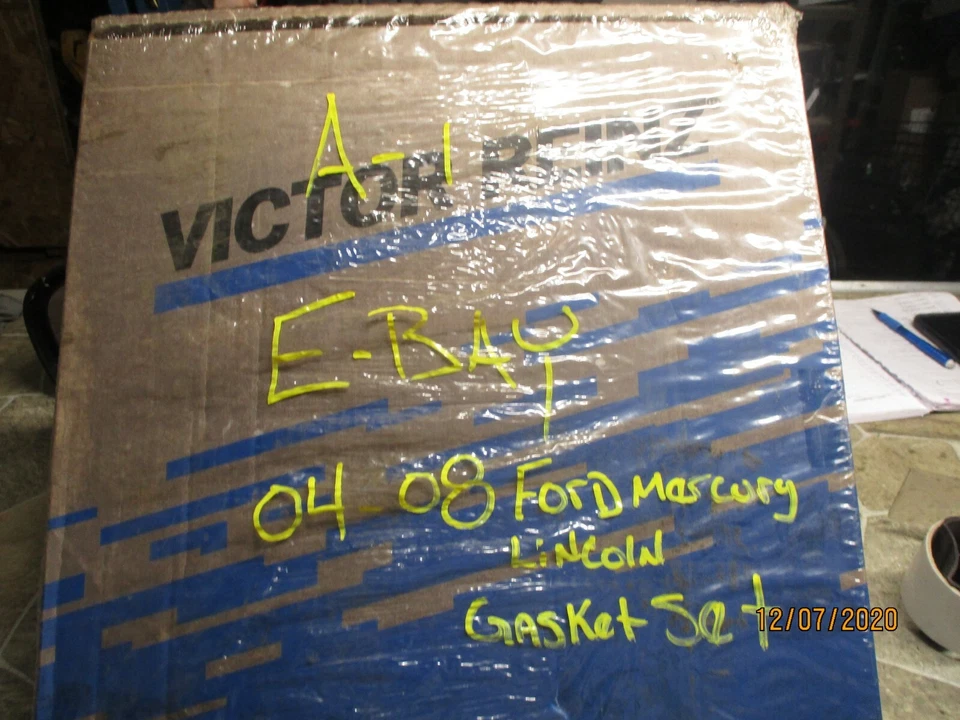 A-1
VICTOR REINZ
E-BAY
04-08 FORD Mercury
LiNColN
GASKet Set
12/07/2020